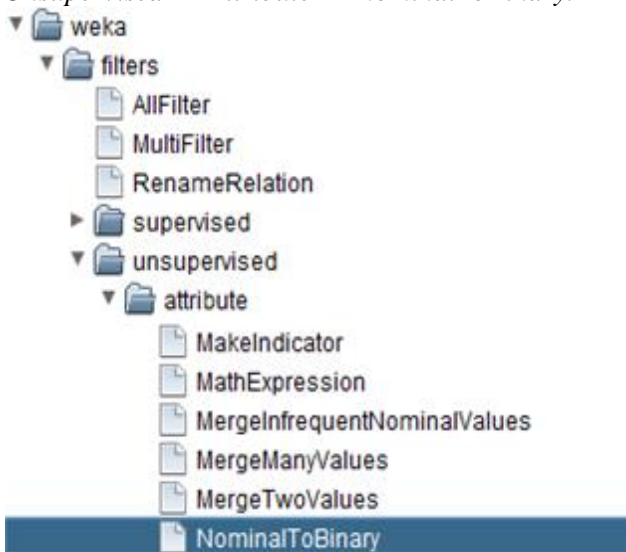 weka
filters
AllFilter
MultiFilter
RenameRelation
supervised
unsupervised
attribute
MakeIndicator
MathExpression
MergeInfrequentNominalValues
MergeManyValues
MergeTwoValues
NominalToBinary